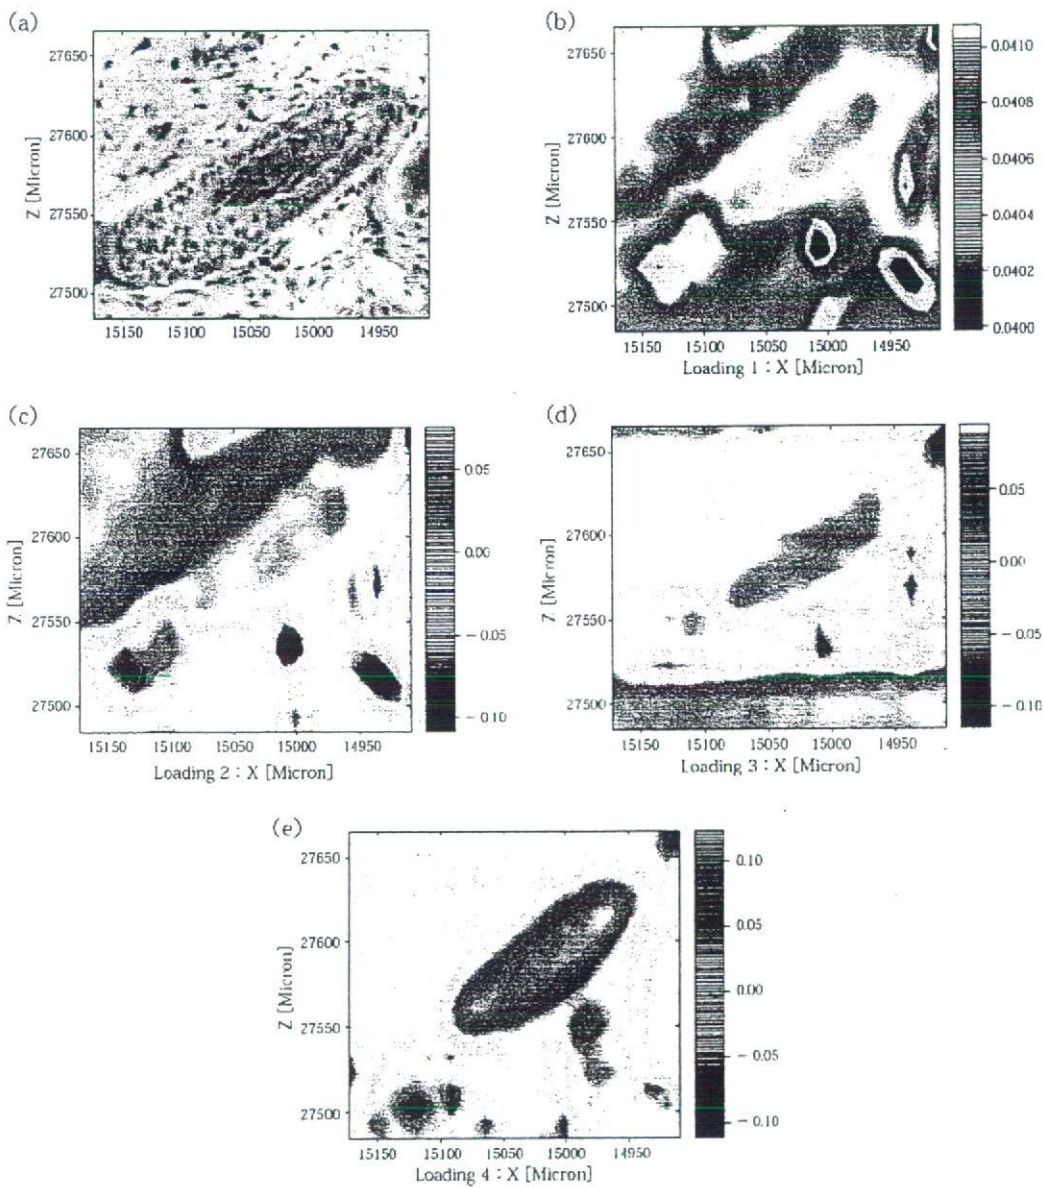 (a)
27650
27600
27550
27500
Z [Micron]
15150 15100 15050 15000 14950
(b)
27650
27600
27550
27500
Z [Micron]
15150 15100 15050 15000 14950
Loading 1 : X [Micron]
0.0410
0.0408
0.0406
0.0404
0.0402
0.0400
(c)
27650
27600
27550
27500
Z [Micron]
15150 15100 15050 15000 14950
Loading 2 : X [Micron]
0.05
0.00
−0.05
−0.10
(d)
27650
27600
27550
27500
Z [Micron]
15150 15100 15050 15000 14950
Loading 3 : X [Micron]
0.05
0.00
−0.05
−0.10
(e)
27650
27600
27550
27500
Z [Micron]
15150 15100 15050 15000 14950
Loading 4 : X [Micron]
0.10
0.05
0.00
−0.05
−0.10